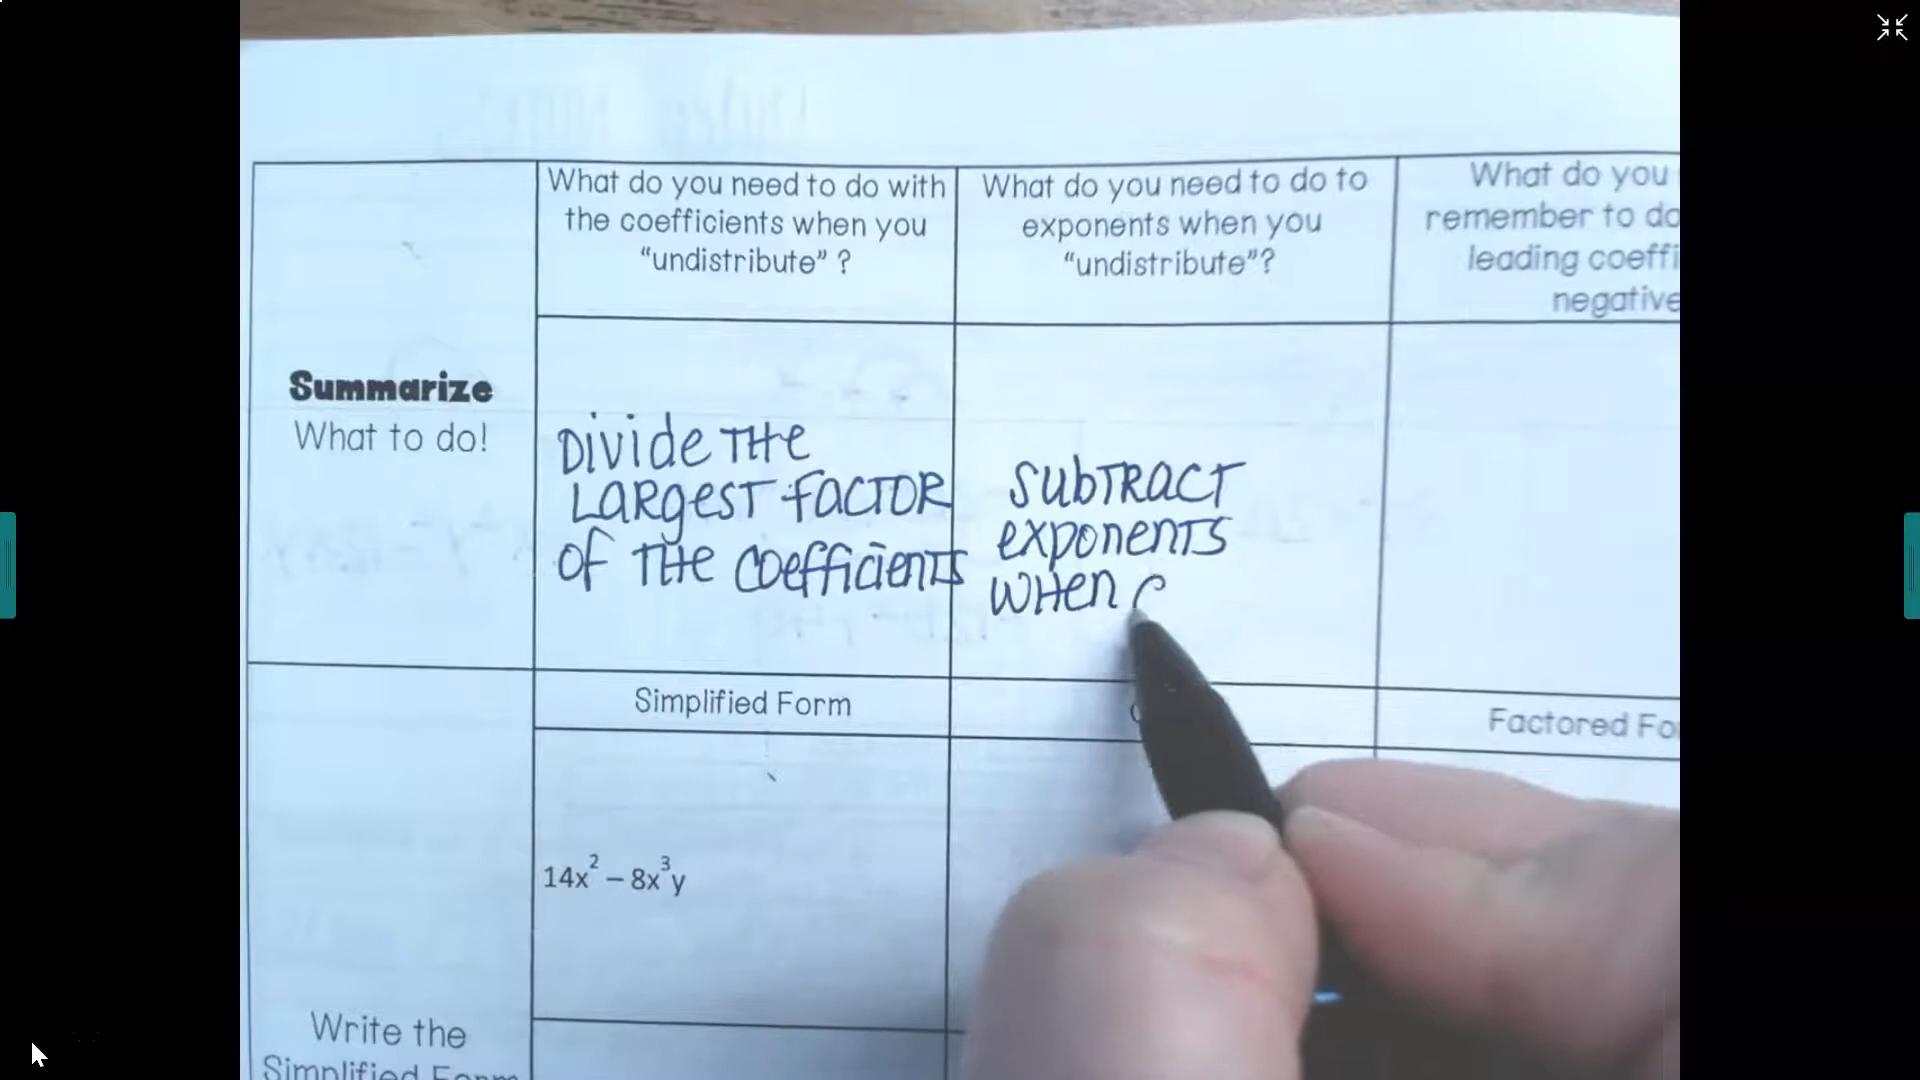 What do you need to do with
the coefficients when you
“undistribute” ?
What do you need to do to
exponents when you
“undistribute”?
What do you
remember to do
leading coeffi
negative
Summarize
What to do!
Divide THe
LARgesT fACTOR
of THe coefficienTs
SubTRACT
exponenTs
WHen
Simplified Form
Factored Fo
14x² – 8x³y
Write the
Simplified Form